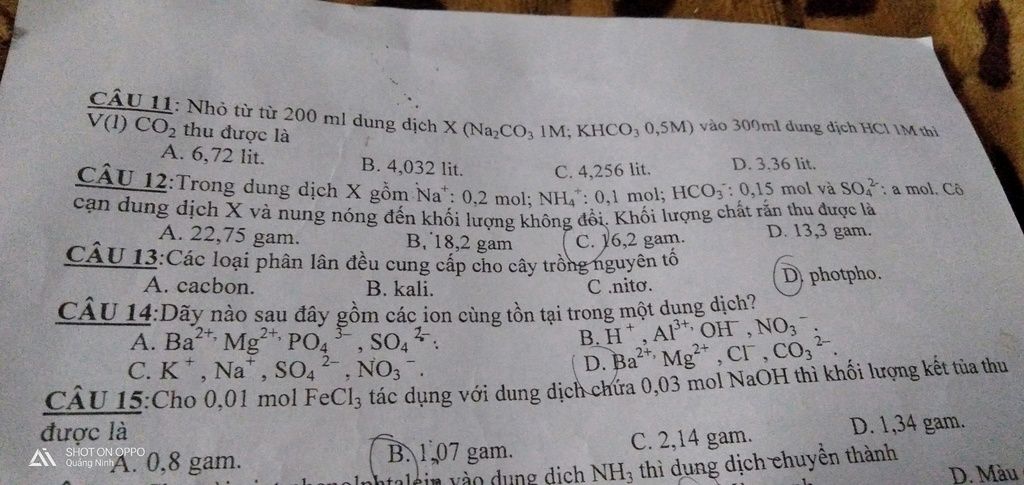 CÂU 11: Nhỏ từ từ 200 ml dung dịch X (Na₂CO₃ 1M; KHCO₃ 0,5M) vào 300ml dung dịch HCl 1M thì
V(l) CO₂ thu được là
A. 6,72 lit. B. 4,032 lit. C. 4,256 lit. D. 3.36 lit.
CÂU 12:Trong dung dịch X gồm Na⁺: 0,2 mol; NH₄⁺: 0,1 mol; HCO₃⁻: 0,15 mol và SO₄²⁻: a mol. Cô
cạn dung dịch X và nung nóng đến khối lượng không đổi. Khối lượng chất rắn thu được là
A. 22,75 gam. B. 18,2 gam C. 16,2 gam. D. 13,3 gam.
CÂU 13:Các loại phân lân đều cung cấp cho cây trồng nguyên tố
A. cacbon. B. kali. C .nitơ. D. photpho.
CÂU 14:Dãy nào sau đây gồm các ion cùng tồn tại trong một dung dịch?
A. Ba²⁺, Mg²⁺, PO₄³⁻, SO₄²⁻. B. H⁺, Al³⁺, OH⁻, NO₃⁻.
C. K⁺, Na⁺, SO₄²⁻, NO₃⁻. D. Ba²⁺, Mg²⁺, Cl⁻, CO₃²⁻.
CÂU 15:Cho 0,01 mol FeCl₃ tác dụng với dung dịch chứa 0,03 mol NaOH thì khối lượng kết tủa thu
được là
A. 0,8 gam. B. 1,07 gam. C. 2,14 gam. D. 1,34 gam.
vào dung dịch NH₃ thì dung dịch chuyển thành
D. Màu
SHOT ON OPPO
Quảng Ninh